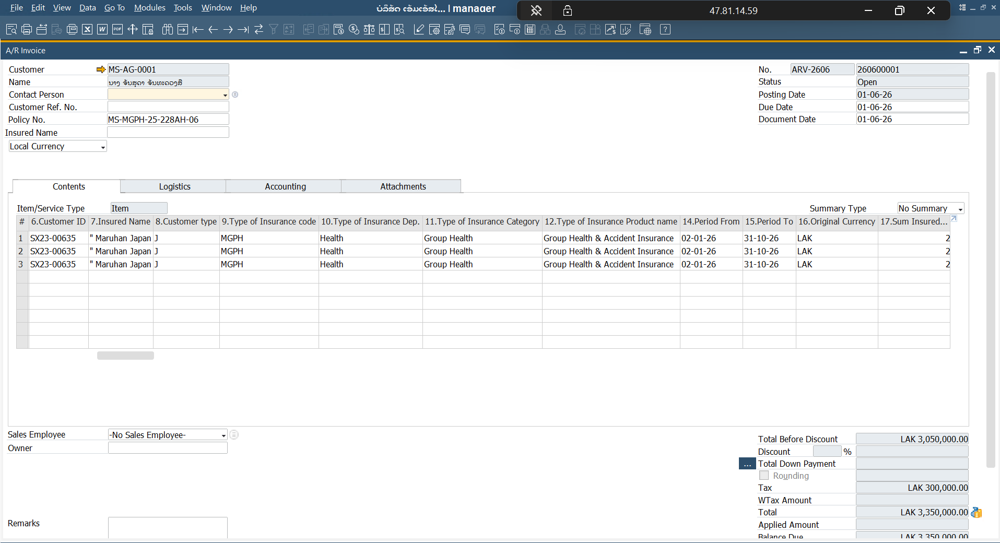 File Edit View Data Go To Modules Tools Window Help
ບໍລິສັດ ເອັມເອັສໄ... | manager
47.81.14.59
A/R Invoice
Customer MS-AG-0001
No. ARV-2606 260600001
Name ນາງ ຈັນສຸດາ ຈັນທະດວງສີ
Status Open
Contact Person
Posting Date 01-06-26
Customer Ref. No.
Due Date 01-06-26
Policy No. MS-MGPH-25-228AH-06
Document Date 01-06-26
Insured Name
Local Currency
Contents Logistics Accounting Attachments
Item/Service Type Item
Summary Type No Summary
# 6.Customer ID 7.Insured Name 8.Customer type 9.Type of Insurance code 10.Type of Insurance Dep. 11.Type of Insurance Category 12.Type of Insurance Product name 14.Period From 15.Period To 16.Original Currency 17.Sum Insured...
1 SX23-00635 " Maruhan Japan J MGPH Health Group Health Group Health & Accident Insurance 02-01-26 31-10-26 LAK 2
2 SX23-00635 " Maruhan Japan J MGPH Health Group Health Group Health & Accident Insurance 02-01-26 31-10-26 LAK 2
3 SX23-00635 " Maruhan Japan J MGPH Health Group Health Group Health & Accident Insurance 02-01-26 31-10-26 LAK 2
Sales Employee -No Sales Employee-
Owner
Total Before Discount LAK 3,050,000.00
Discount %
... Total Down Payment
Rounding
Tax LAK 300,000.00
WTax Amount
Total LAK 3,350,000.00
Remarks
Applied Amount
Balance Due LAK 3,350,000.00